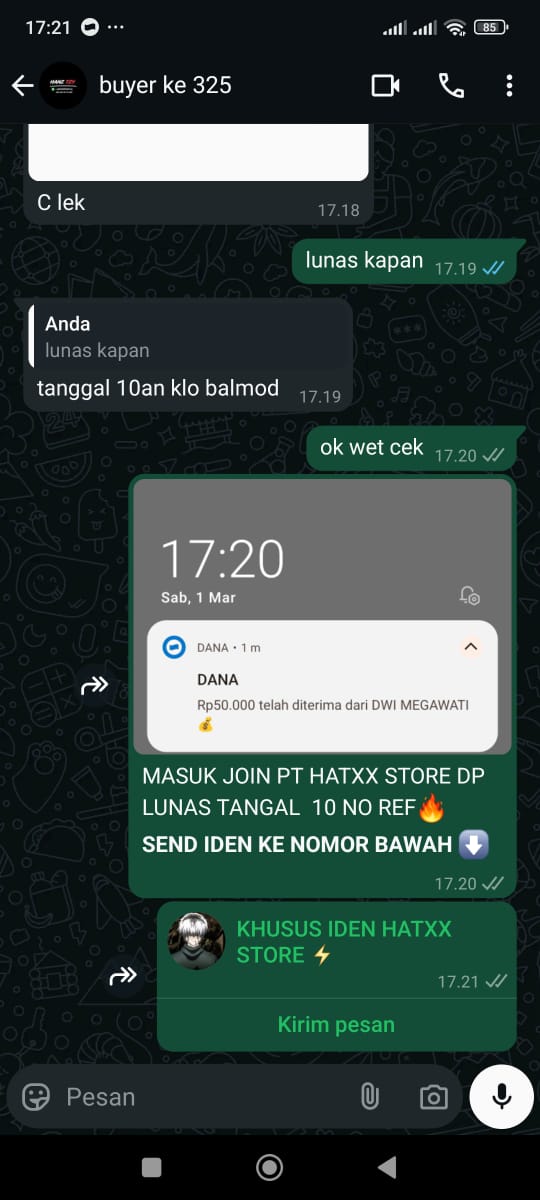 17:21
85
buyer ke 325
C lek
17.18
lunas kapan
17.19
Anda
lunas kapan
tanggal 10an klo balmod
17.19
ok wet cek
17.20
17:20
Sab, 1 Mar
DANA • 1 m
DANA
Rp50.000 telah diterima dari DWI MEGAWATI
💰
MASUK JOIN PT HATXX STORE DP
LUNAS TANGAL 10 NO REF🔥
SEND IDEN KE NOMOR BAWAH ⬇️
17.20
KHUSUS IDEN HATXX
STORE ⚡
17.21
Kirim pesan
Pesan